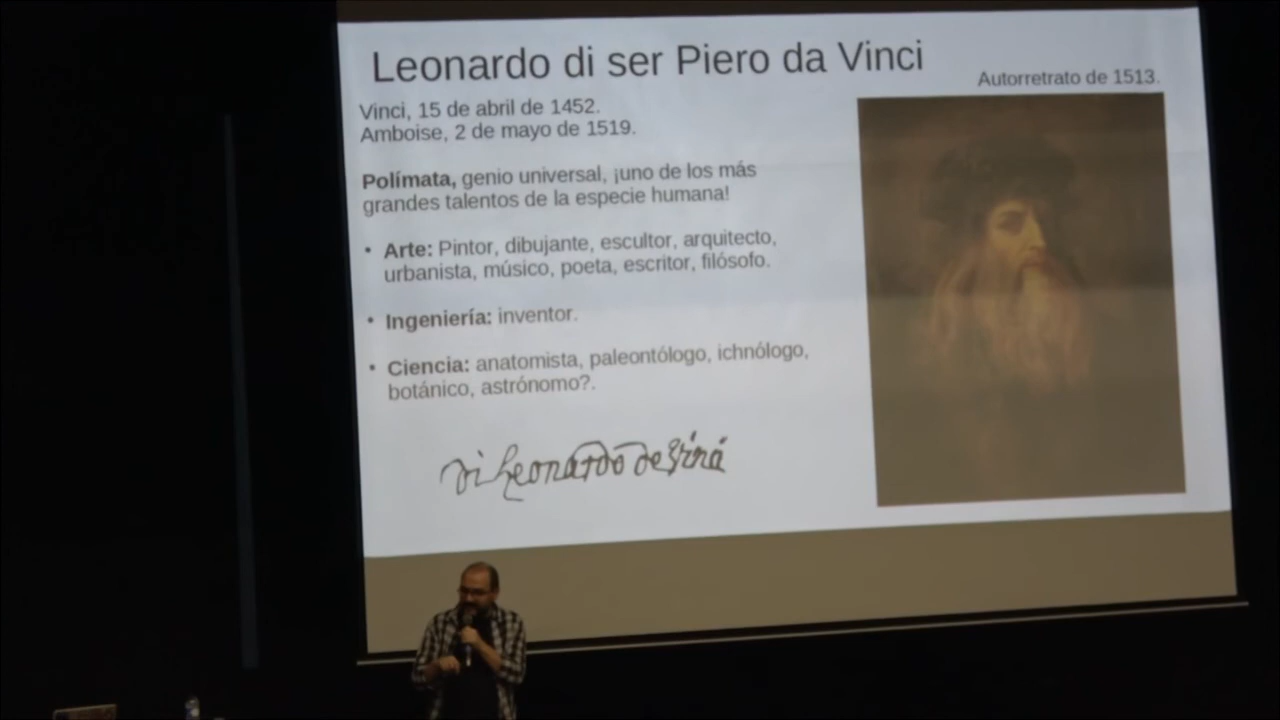 Leonardo di ser Piero da Vinci
Autorretrato de 1513.
Vinci, 15 de abril de 1452.
Amboise, 2 de mayo de 1519.
Polímata, genio universal, ¡uno de los más
grandes talentos de la especie humana!
• Arte: Pintor, dibujante, escultor, arquitecto,
urbanista, músico, poeta, escritor, filósofo.
• Ingeniería: inventor.
• Ciencia: anatomista, paleontólogo, ichnólogo,
botánico, astrónomo?.
Leonardo